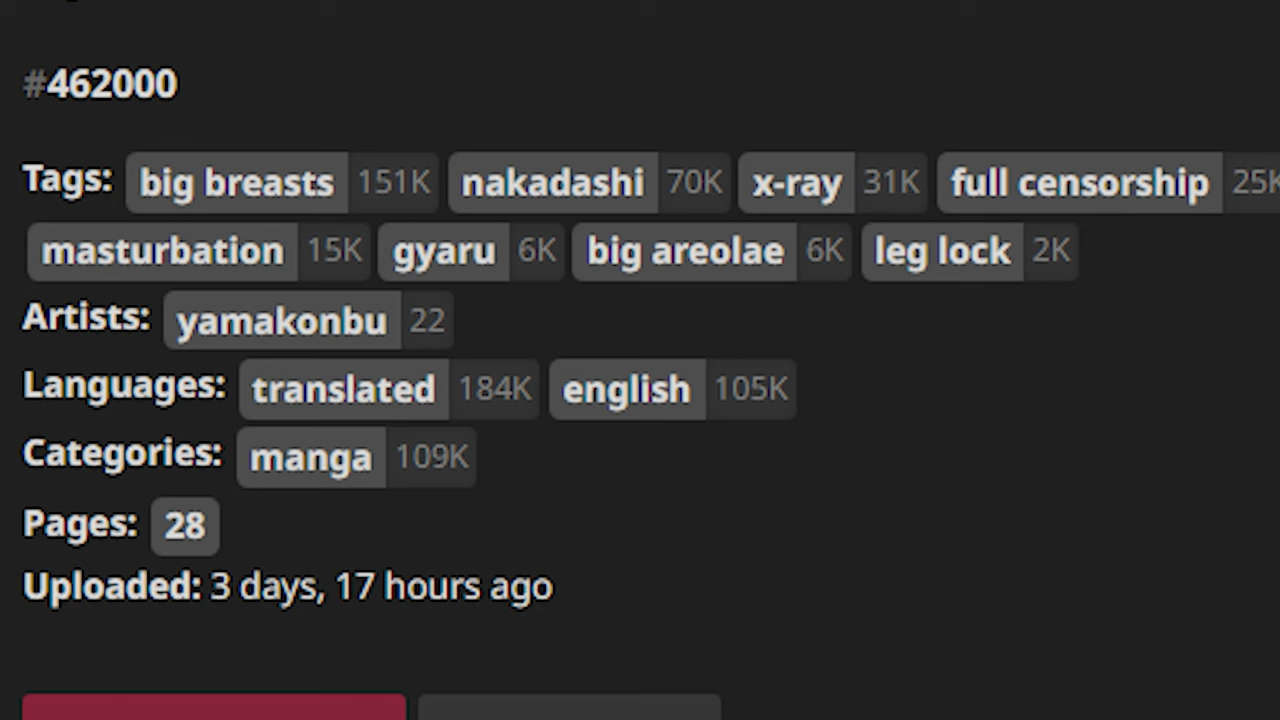 #462000
Tags: big breasts 151K nakadashi 70K x-ray 31K full censorship 25K
masturbation 15K gyaru 6K big areolae 6K leg lock 2K
Artists: yamakonbu 22
Languages: translated 184K english 105K
Categories: manga 109K
Pages: 28
Uploaded: 3 days, 17 hours ago